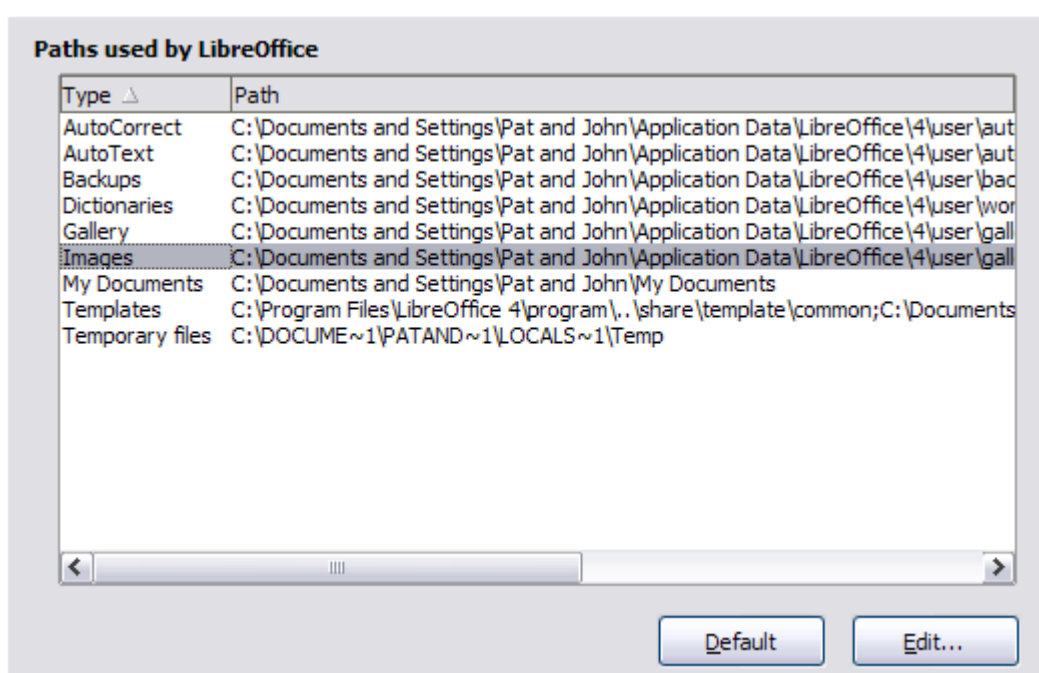 Paths used by LibreOffice
Type Path
AutoCorrect C:\Documents and Settings\Pat and John\Application Data\LibreOffice\4\user\aut
AutoText C:\Documents and Settings\Pat and John\Application Data\LibreOffice\4\user\aut
Backups C:\Documents and Settings\Pat and John\Application Data\LibreOffice\4\user\bac
Dictionaries C:\Documents and Settings\Pat and John\Application Data\LibreOffice\4\user\wor
Gallery C:\Documents and Settings\Pat and John\Application Data\LibreOffice\4\user\gall
Images C:\Documents and Settings\Pat and John\Application Data\LibreOffice\4\user\gall
My Documents C:\Documents and Settings\Pat and John\My Documents
Templates C:\Program Files\LibreOffice 4\program\..\share\template\common;C:\Documents
Temporary files C:\DOCUME~1\PATAND~1\LOCALS~1\Temp
Default Edit...